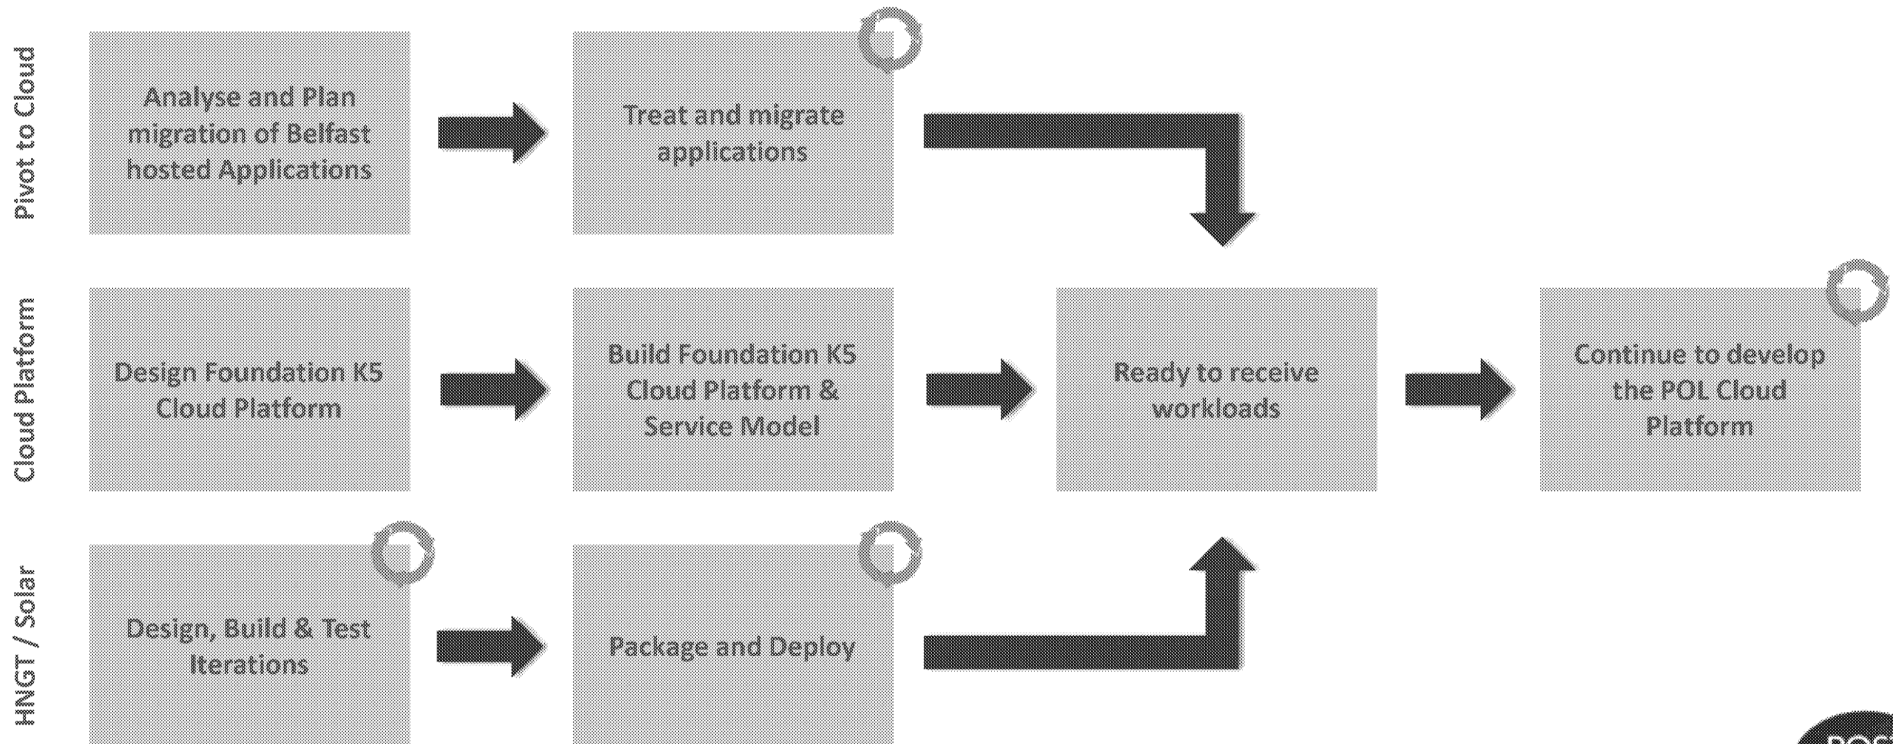 Pivot to Cloud
Analyse and Plan
migration of Belfast
hosted Applications
Treat and migrate
applications
Cloud Platform
Design Foundation K5
Cloud Platform
Build Foundation K5
Cloud Platform &
Service Model
Ready to receive
workloads
Continue to develop
the POL Cloud
Platform
HNGT / Solar
Design, Build & Test
Iterations
Package and Deploy